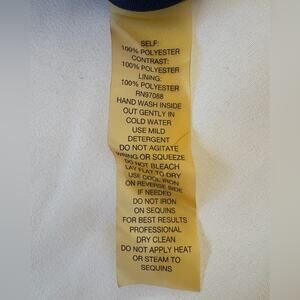 SELF:
100% POLYESTER
CONTRAST:
100% POLYESTER
LINING:
100% POLYESTER
RN97088
HAND WASH INSIDE
OUT GENTLY IN
COLD WATER
USE MILD
DETERGENT
DO NOT AGITATE
WRING OR SQUEEZE
DO NOT BLEACH
LAY FLAT TO DRY
USE COOL IRON
ON REVERSE SIDE
IF NEEDED
DO NOT IRON
ON SEQUINS
FOR BEST RESULTS
PROFESSIONAL
DRY CLEAN
DO NOT APPLY HEAT
OR STEAM TO
SEQUINS